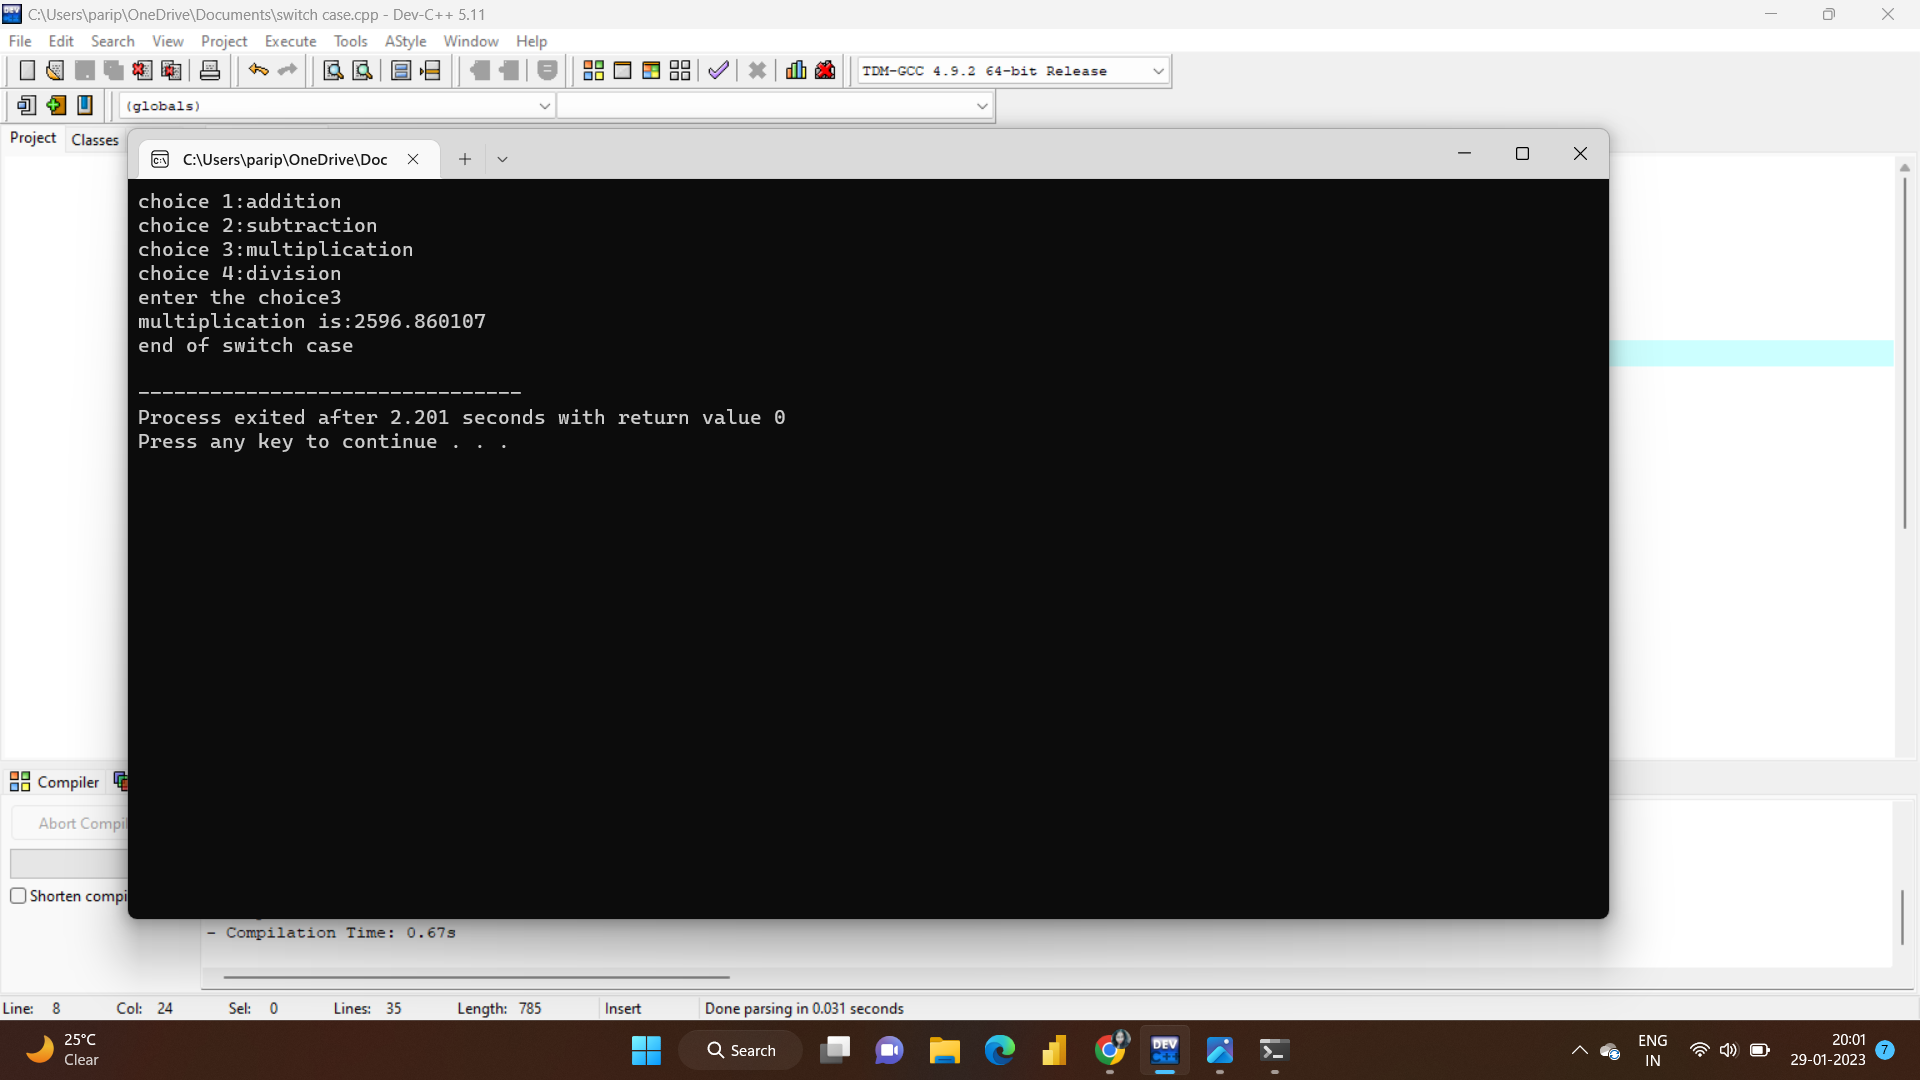 C:\Users\parip\OneDrive\Documents\switch case.cpp - Dev-C++ 5.11
File Edit Search View Project Execute Tools AStyle Window Help
TDM-GCC 4.9.2 64-bit Release
(globals)
Project Classes
C:\Users\parip\OneDrive\Doc
choice 1:addition
choice 2:subtraction
choice 3:multiplication
choice 4:division
enter the choice3
multiplication is:2596.860107
end of switch case
--------------------------------
Process exited after 2.201 seconds with return value 0
Press any key to continue . . .
Compiler
Abort Compil
Shorten compi
- Compilation Time: 0.67s
Line: 8 Col: 24 Sel: 0 Lines: 35 Length: 785 Insert Done parsing in 0.031 seconds
25°C
Clear
Search
DEV
C++
ENG
IN
20:01
29-01-2023
7